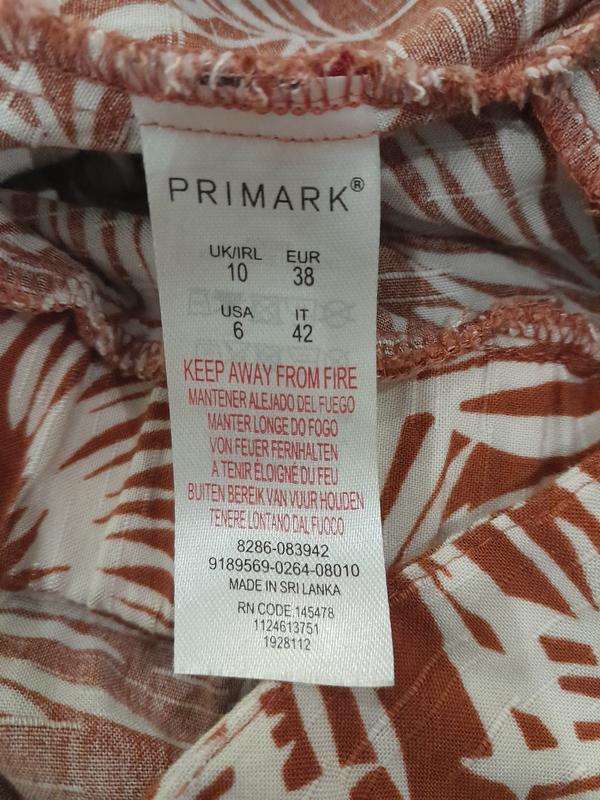 PRIMARK®
UK/IRL EUR
10 38
USA IT
6 42
KEEP AWAY FROM FIRE
MANTENER ALEJADO DEL FUEGO
MANTER LONGE DO FOGO
VON FEUER FERNHALTEN
A TENIR ÉLOIGNÉ DU FEU
BUITEN BEREIK VAN VUUR HOUDEN
TENERE LONTANO DAL FUOCO
8286-083942
9189569-0264-08010
MADE IN SRI LANKA
RN CODE:145478
1124613751
1928112